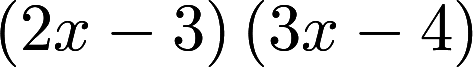 (2x − 3) (3x − 4)